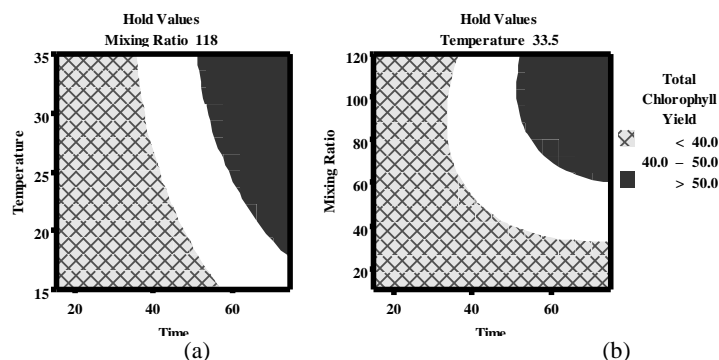 Hold Values
Mixing Ratio 118
Temperature
35
30
25
20
15
20
40
60
Time
(a)
Hold Values
Temperature 33.5
Mixing Ratio
120
100
80
60
40
20
20
40
60
Time
(b)
Total
Chlorophyll
Yield
< 40.0
40.0 – 50.0
> 50.0